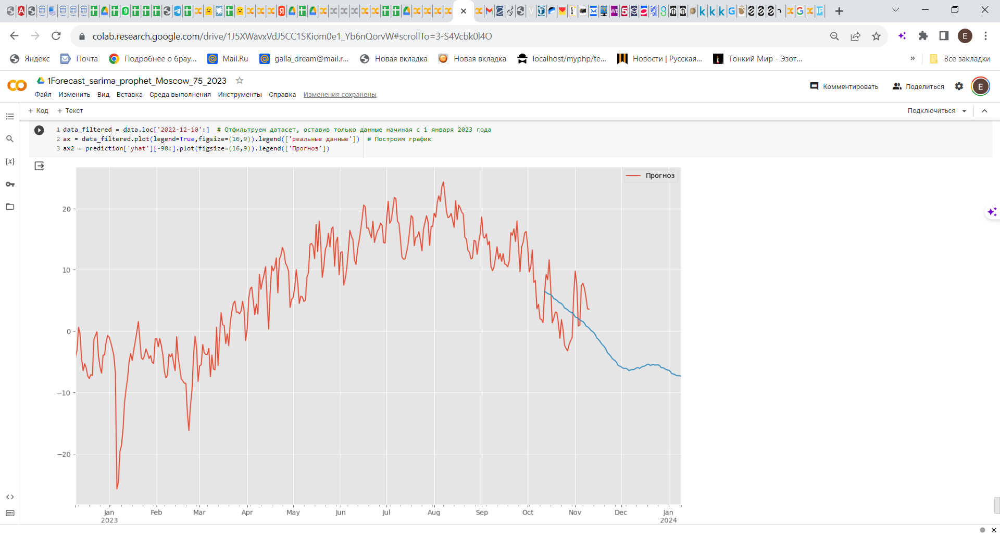 colab.research.google.com/drive/1J5XWavxVdJ5CC1SKiom0e1_Yb6nQorvW#scrollTo=3-S4Vcbk0l4O
E
Яндекс
Почта
Подробнее о брау...
Mail.Ru
galla_dream@mail.r...
Новая вкладка
Новая вкладка
localhost/myphp/te...
Новости | Русская...
Тонкий Мир - Эзот...
»
Все закладки
1Forecast_sarima_prophet_Moscow_75_2023
Файл Изменить Вид Вставка Среда выполнения Инструменты Справка Изменения сохранены
Комментировать
Поделиться
E
+ Код + Текст
Подключиться
1 data_filtered = data.loc['2022-12-10':]  # Отфильтруем датасет, оставив только данные начиная с 1 января 2023 года
2 ax = data_filtered.plot(legend=True,figsize=(16,9)).legend(['реальные данные'])  # Построим график
3 ax2 = prediction['yhat'][-90:].plot(figsize=(16,9)).legend(['Прогноз'])
Прогноз
20
10
0
−10
−20
Jan Feb Mar Apr May Jun Jul Aug Sep Oct Nov Dec Jan
2023 2024